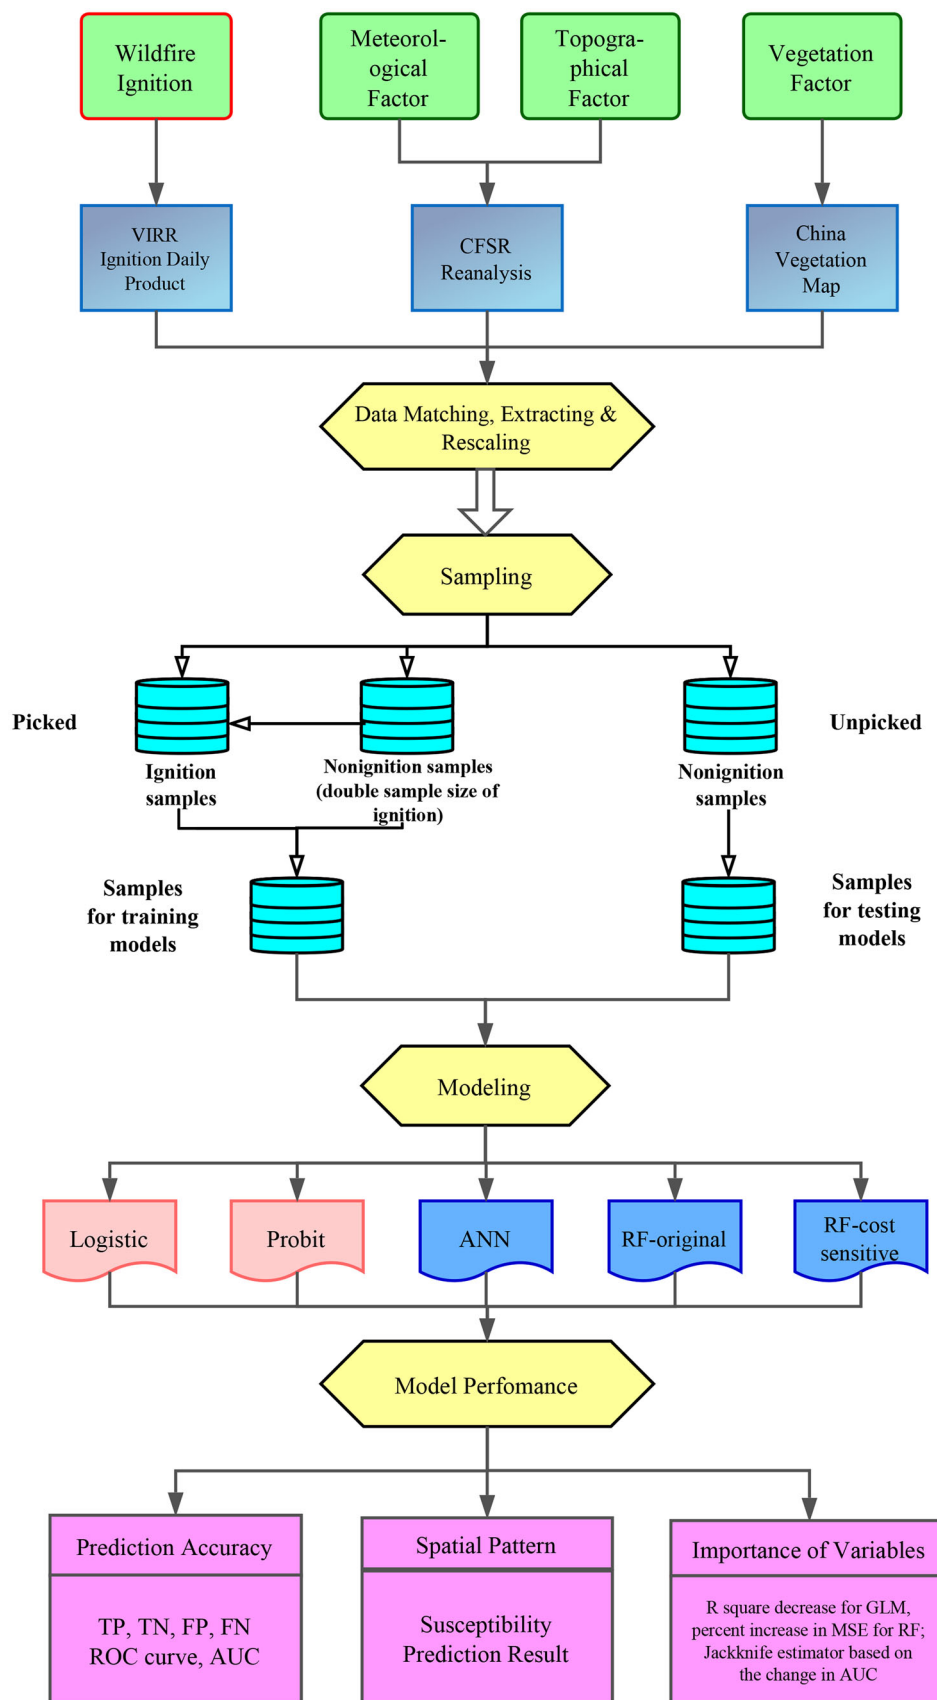 Wildfire
Ignition
Meteorol-
ogical
Factor
Topogra-
phical
Factor
Vegetation
Factor
VIRR
Ignition Daily
Product
CFSR
Reanalysis
China
Vegetation
Map
Data Matching, Extracting &
Rescaling
Sampling
Picked
Unpicked
Ignition
samples
Nonignition samples
(double sample size of
ignition)
Nonignition
samples
Samples
for training
models
Samples
for testing
models
Modeling
Logistic
Probit
ANN
RF-original
RF-cost
sensitive
Model Perfomance
Prediction Accuracy
TP, TN, FP, FN
ROC curve, AUC
Spatial Pattern
Susceptibility
Prediction Result
Importance of Variables
R square decrease for GLM,
percent increase in MSE for RF;
Jackknife estimator based on
the change in AUC